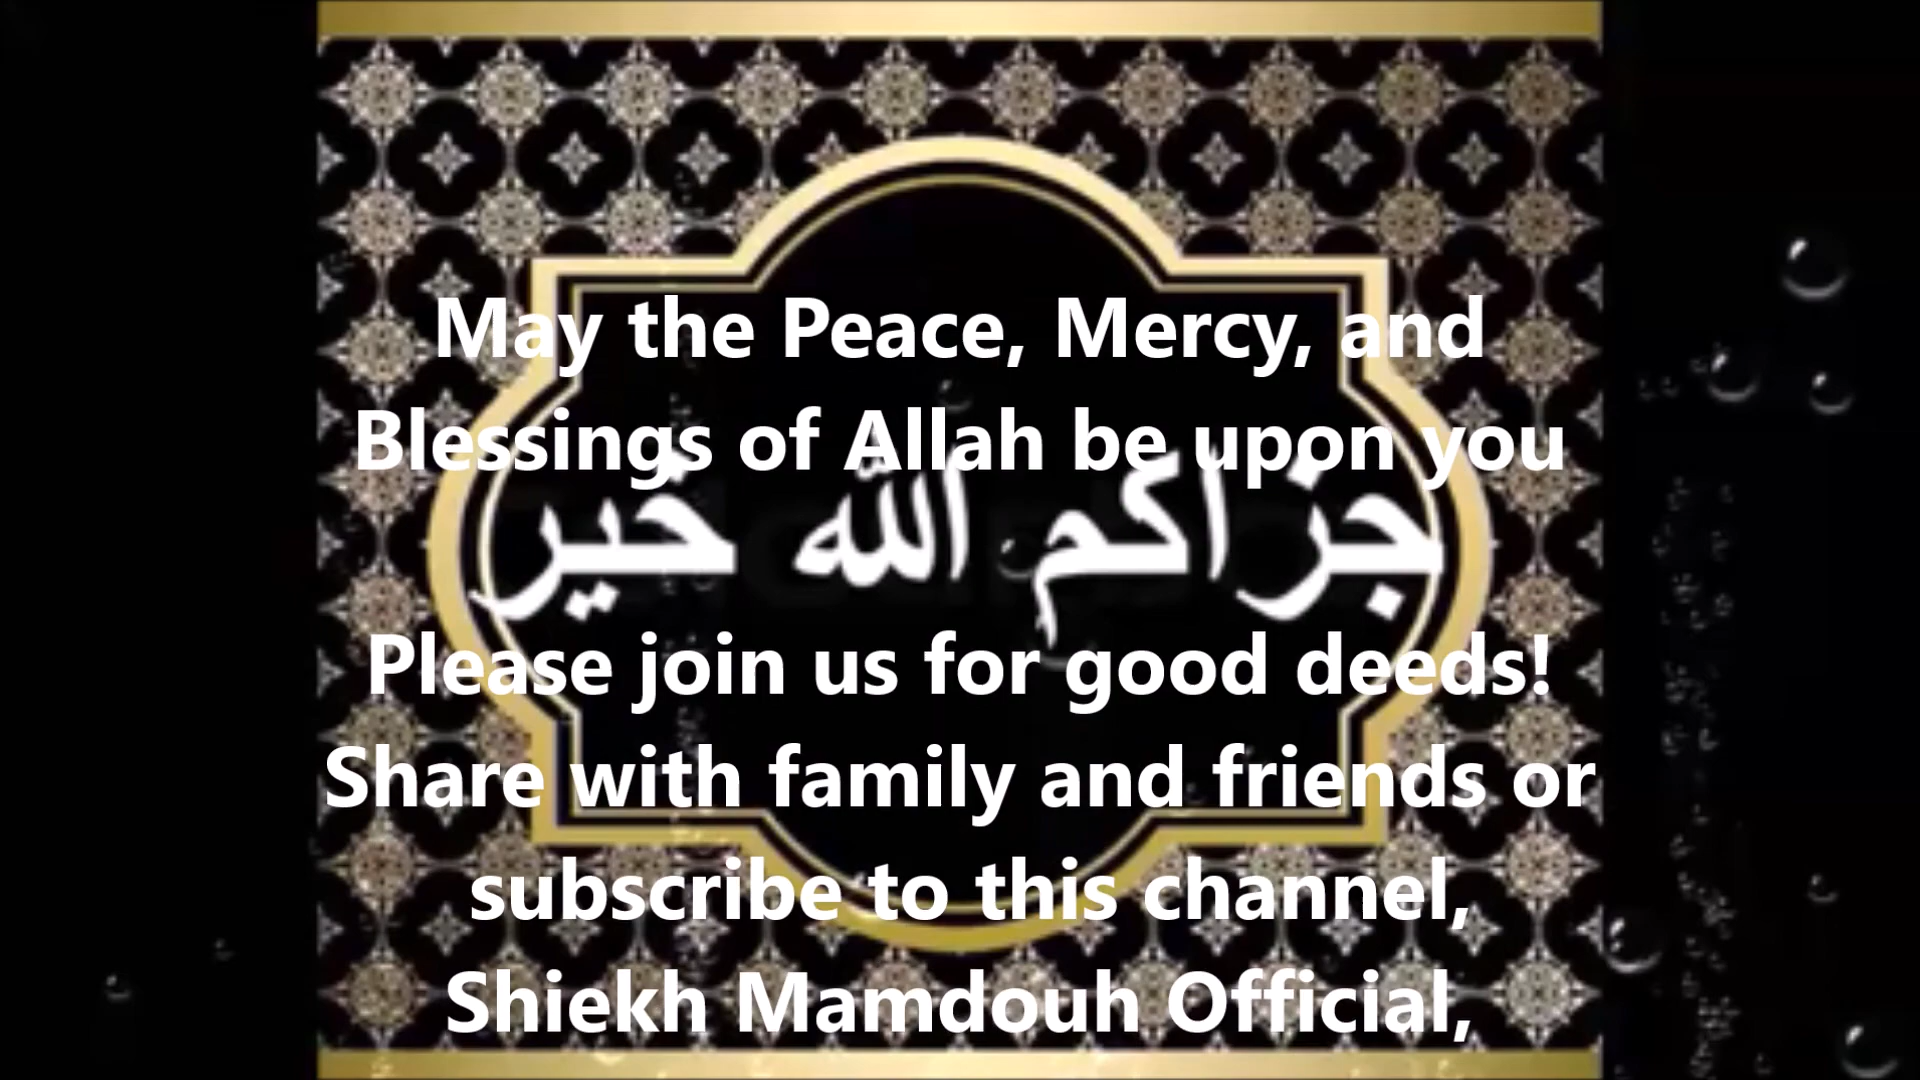 May the Peace, Mercy, and
Blessings of Allah be upon you
جزاكم الله خير
Please join us for good deeds!
Share with family and friends or
subscribe to this channel,
Shiekh Mamdouh Official,